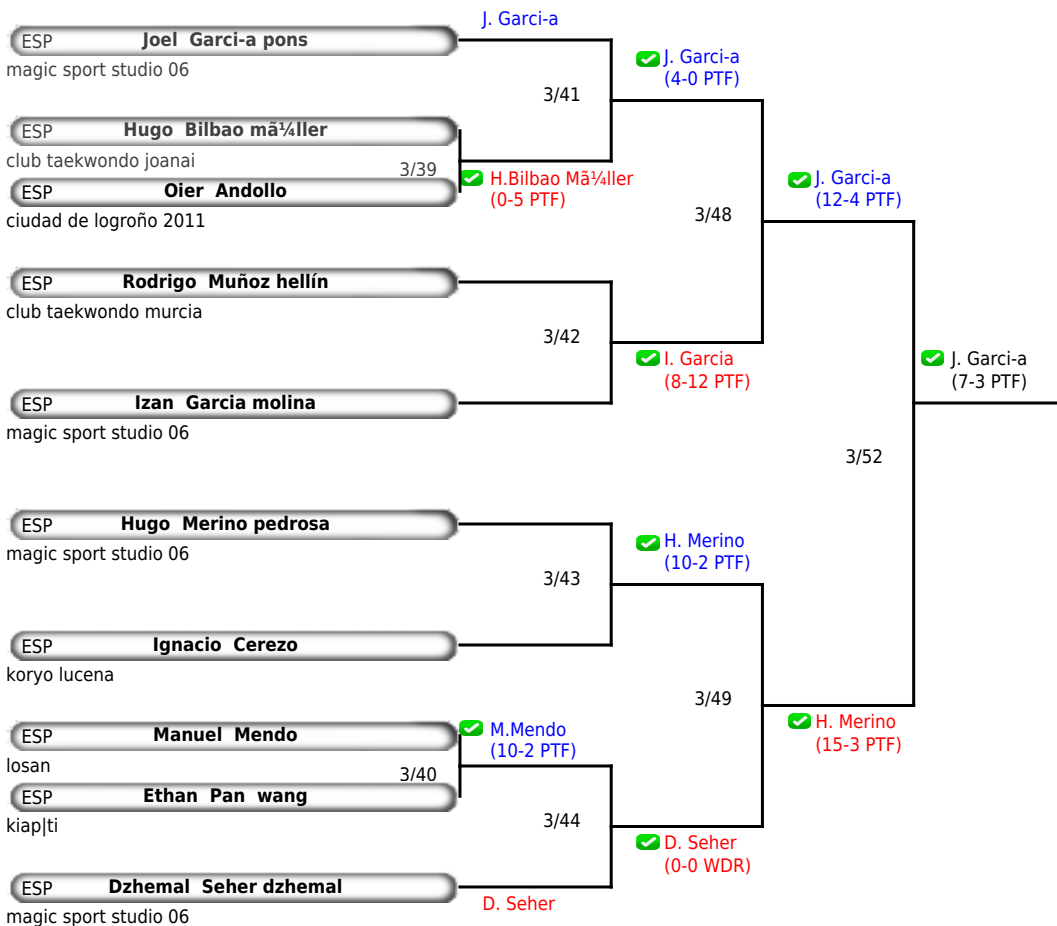 J. Garci-a
ESP Joel Garci-a pons
magic sport studio 06
J. Garci-a
(4-0 PTF)
3/41
ESP Hugo Bilbao mã¼ller
club taekwondo joanai
3/39
H.Bilbao Mã¼ller
(0-5 PTF)
ESP Oier Andollo
ciudad de logroño 2011
J. Garci-a
(12-4 PTF)
3/48
ESP Rodrigo Muñoz hellín
club taekwondo murcia
3/42
I. Garcia
(8-12 PTF)
J. Garci-a
(7-3 PTF)
ESP Izan Garcia molina
magic sport studio 06
3/52
ESP Hugo Merino pedrosa
magic sport studio 06
H. Merino
(10-2 PTF)
3/43
ESP Ignacio Cerezo
koryo lucena
3/49
H. Merino
(15-3 PTF)
ESP Manuel Mendo
losan
M.Mendo
(10-2 PTF)
3/40
ESP Ethan Pan wang
kiap|ti
3/44
D. Seher
(0-0 WDR)
ESP Dzhemal Seher dzhemal
magic sport studio 06
D. Seher